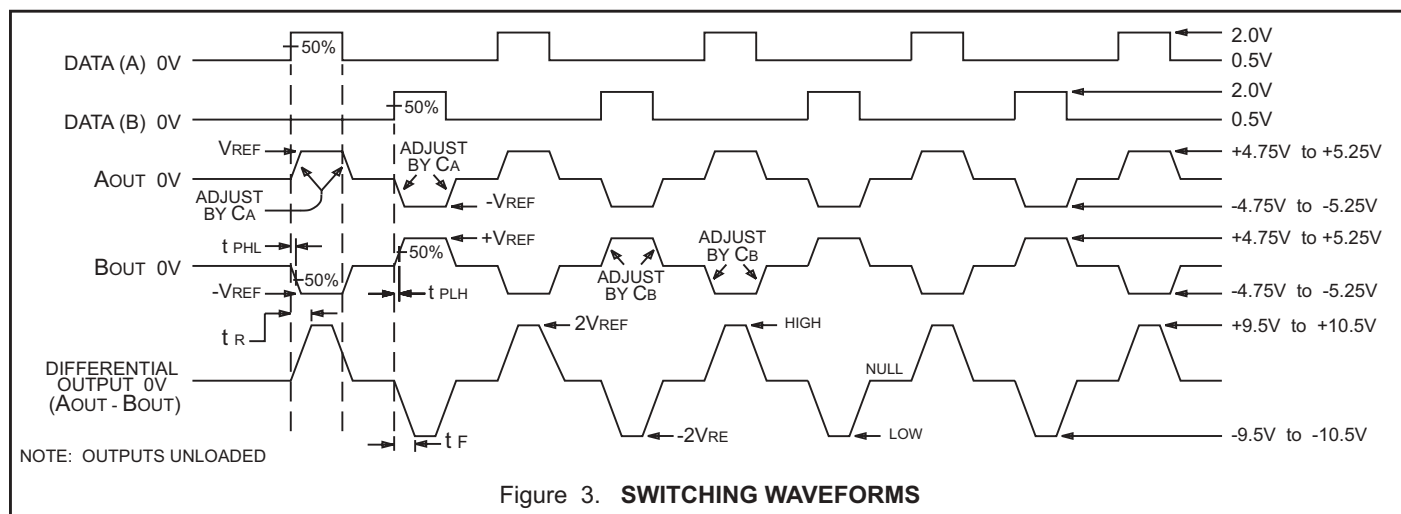 DATA (A) 0V
50%
2.0V
0.5V
DATA (B) 0V
50%
2.0V
0.5V
VREF
AOUT 0V
ADJUST
BY CA
ADJUST
BY CA
-VREF
+4.75V to +5.25V
-4.75V to -5.25V
t PHL
BOUT 0V
-VREF
50%
+VREF
50%
t PLH
ADJUST
BY CB
ADJUST
BY CB
+4.75V to +5.25V
-4.75V to -5.25V
t R
DIFFERENTIAL
OUTPUT 0V
(AOUT - BOUT)
t F
2VREF
-2VRE
HIGH
NULL
LOW
+9.5V to +10.5V
-9.5V to -10.5V
NOTE: OUTPUTS UNLOADED
Figure 3. SWITCHING WAVEFORMS